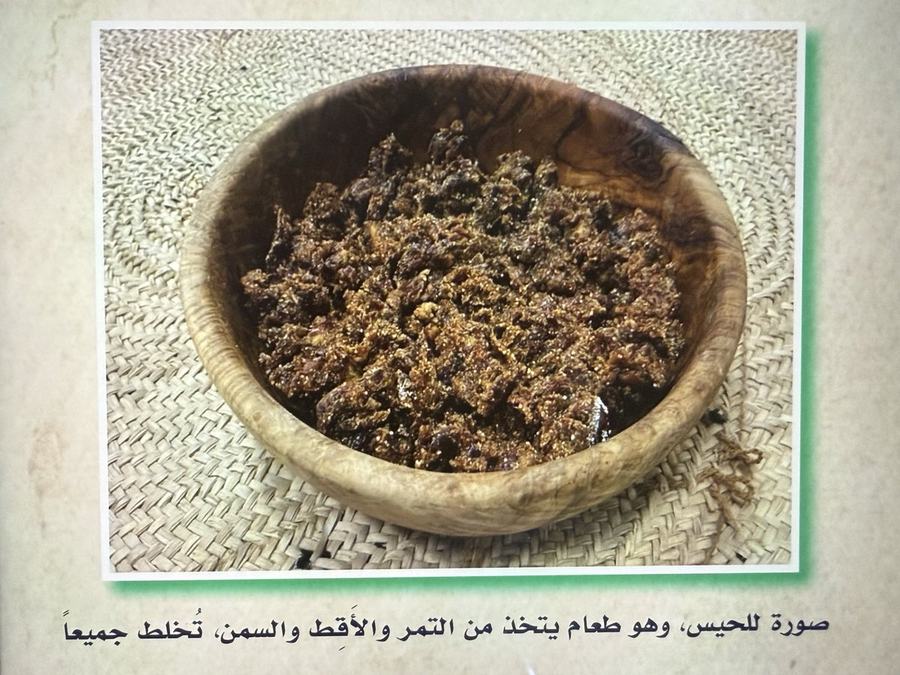 صورة للحيس، وهو طعام يتخذ من التمر والأَقِط والسمن، تُخلط جميعاً